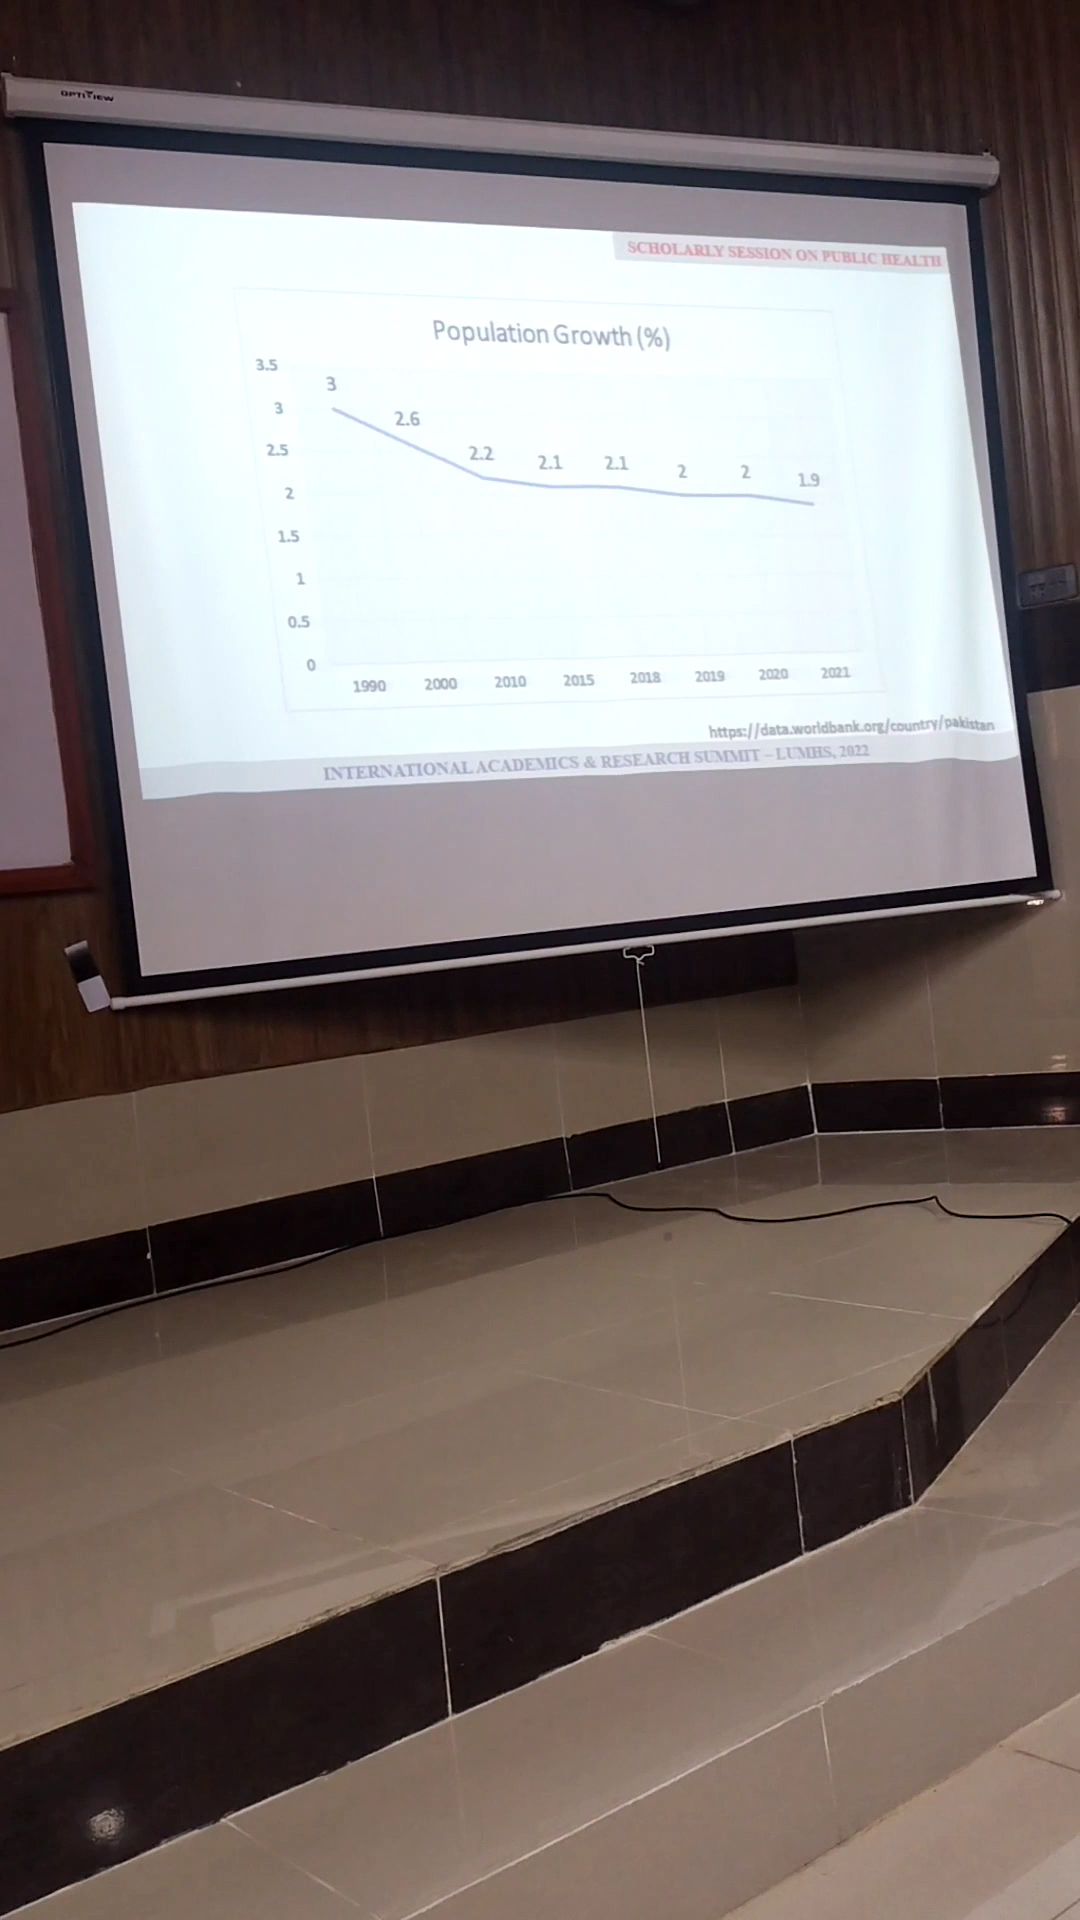 OPTIVIEW
SCHOLARLY SESSION ON PUBLIC HEALTH
Population Growth (%)
3.5
3
2.5
2
1.5
1
0.5
0
3
2.6
2.2
2.1
2.1
2
2
1.9
1990 2000 2010 2015 2018 2019 2020 2021
https://data.worldbank.org/country/pakistan
INTERNATIONAL ACADEMICS & RESEARCH SUMMIT – LUMHS, 2022